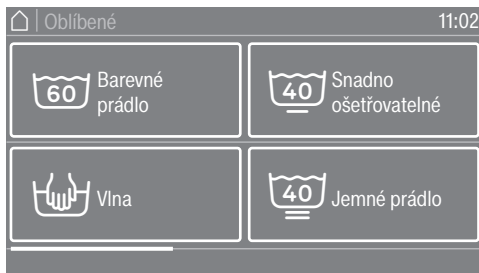 Oblíbené 11:02
60 Barevné
prádlo
40 Snadno
ošetřovatelné
Vlna
40 Jemné prádlo